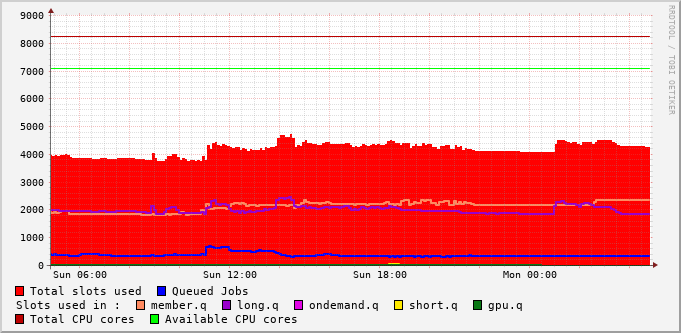 9000
8000
7000
6000
5000
4000
3000
2000
1000
0
Sun 06:00 Sun 12:00 Sun 18:00 Mon 00:00
Total slots used Queued Jobs
Slots used in : member.q long.q ondemand.q short.q gpu.q
Total CPU cores Available CPU cores
RRDTOOL / TOBI OETIKER